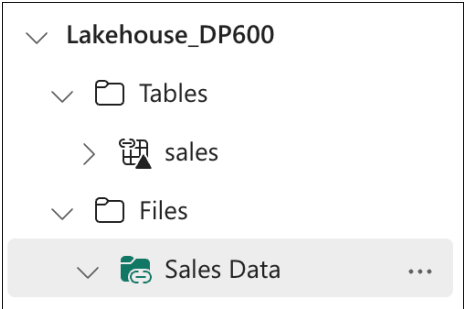 Lakehouse_DP600
Tables
sales
Files
Sales Data